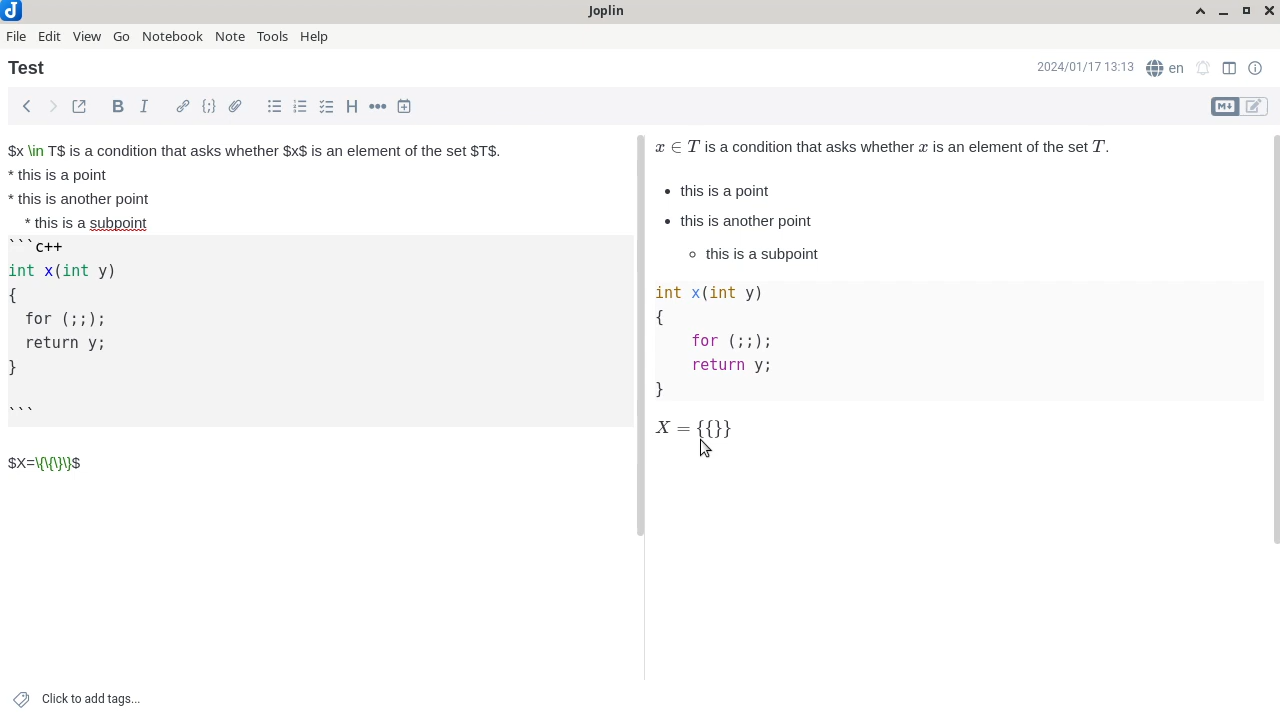 Joplin
File Edit View Go Notebook Note Tools Help
Test
2024/01/17 13:13 en
B I H M↓
$x \in T$ is a condition that asks whether $x$ is an element of the set $T$.
* this is a point
* this is another point
    * this is a subpoint
```c++
int x(int y)
{
  for (;;);
  return y;
}
```
$X=\{\{\}\}$
x ∈ T is a condition that asks whether x is an element of the set T.
• this is a point
• this is another point
◦ this is a subpoint
int x(int y)
{
    for (;;);
    return y;
}
X = {{}}
Click to add tags...